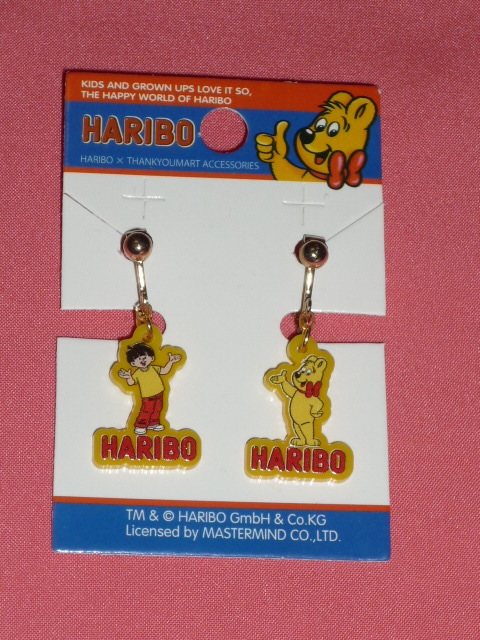 KIDS AND GROWN UPS LOVE IT SO,
THE HAPPY WORLD OF HARIBO
HARIBO
HARIBO × THANKYOUMART ACCESSORIES
HARIBO
HARIBO
TM & © HARIBO GmbH & Co.KG
Licensed by MASTERMIND CO.,LTD.